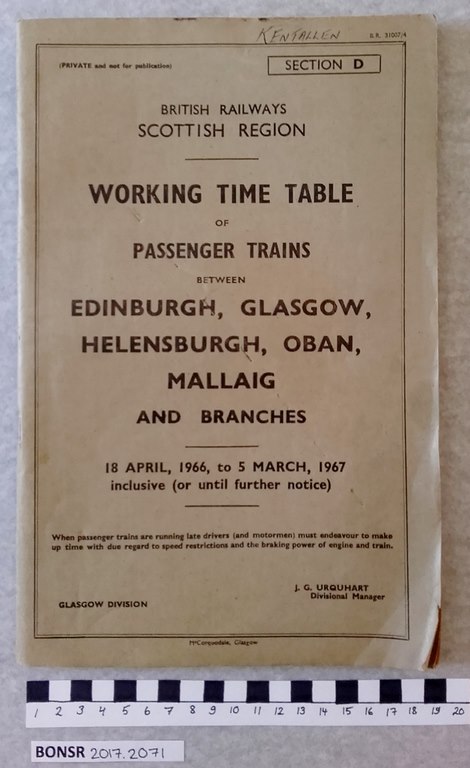 KENTALLEN
B.R. 31007/4
(PRIVATE and not for publication)
SECTION D
BRITISH RAILWAYS
SCOTTISH REGION
WORKING TIME TABLE
OF
PASSENGER TRAINS
BETWEEN
EDINBURGH, GLASGOW,
HELENSBURGH, OBAN,
MALLAIG
AND BRANCHES
18 APRIL, 1966, to 5 MARCH, 1967
inclusive (or until further notice)
When passenger trains are running late drivers (and motormen) must endeavour to make
up time with due regard to speed restrictions and the braking power of engine and train.
J. G. URQUHART
Divisional Manager
GLASGOW DIVISION
McCorquodale, Glasgow
1 2 3 4 5 6 7 8 9 10 11 12 13 14 15 16 17 18 19 20
BONSR 2017.2071